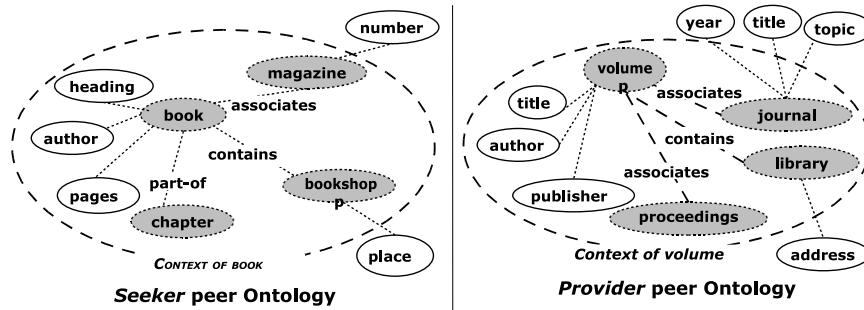 number
magazine
heading
associates
book
author
contains
pages
part-of
bookshop
p
chapter
place
CONTEXT OF BOOK
Seeker peer Ontology
year
title
topic
volume
p
associates
title
journal
author
contains
library
associates
publisher
proceedings
address
Context of volume
Provider peer Ontology